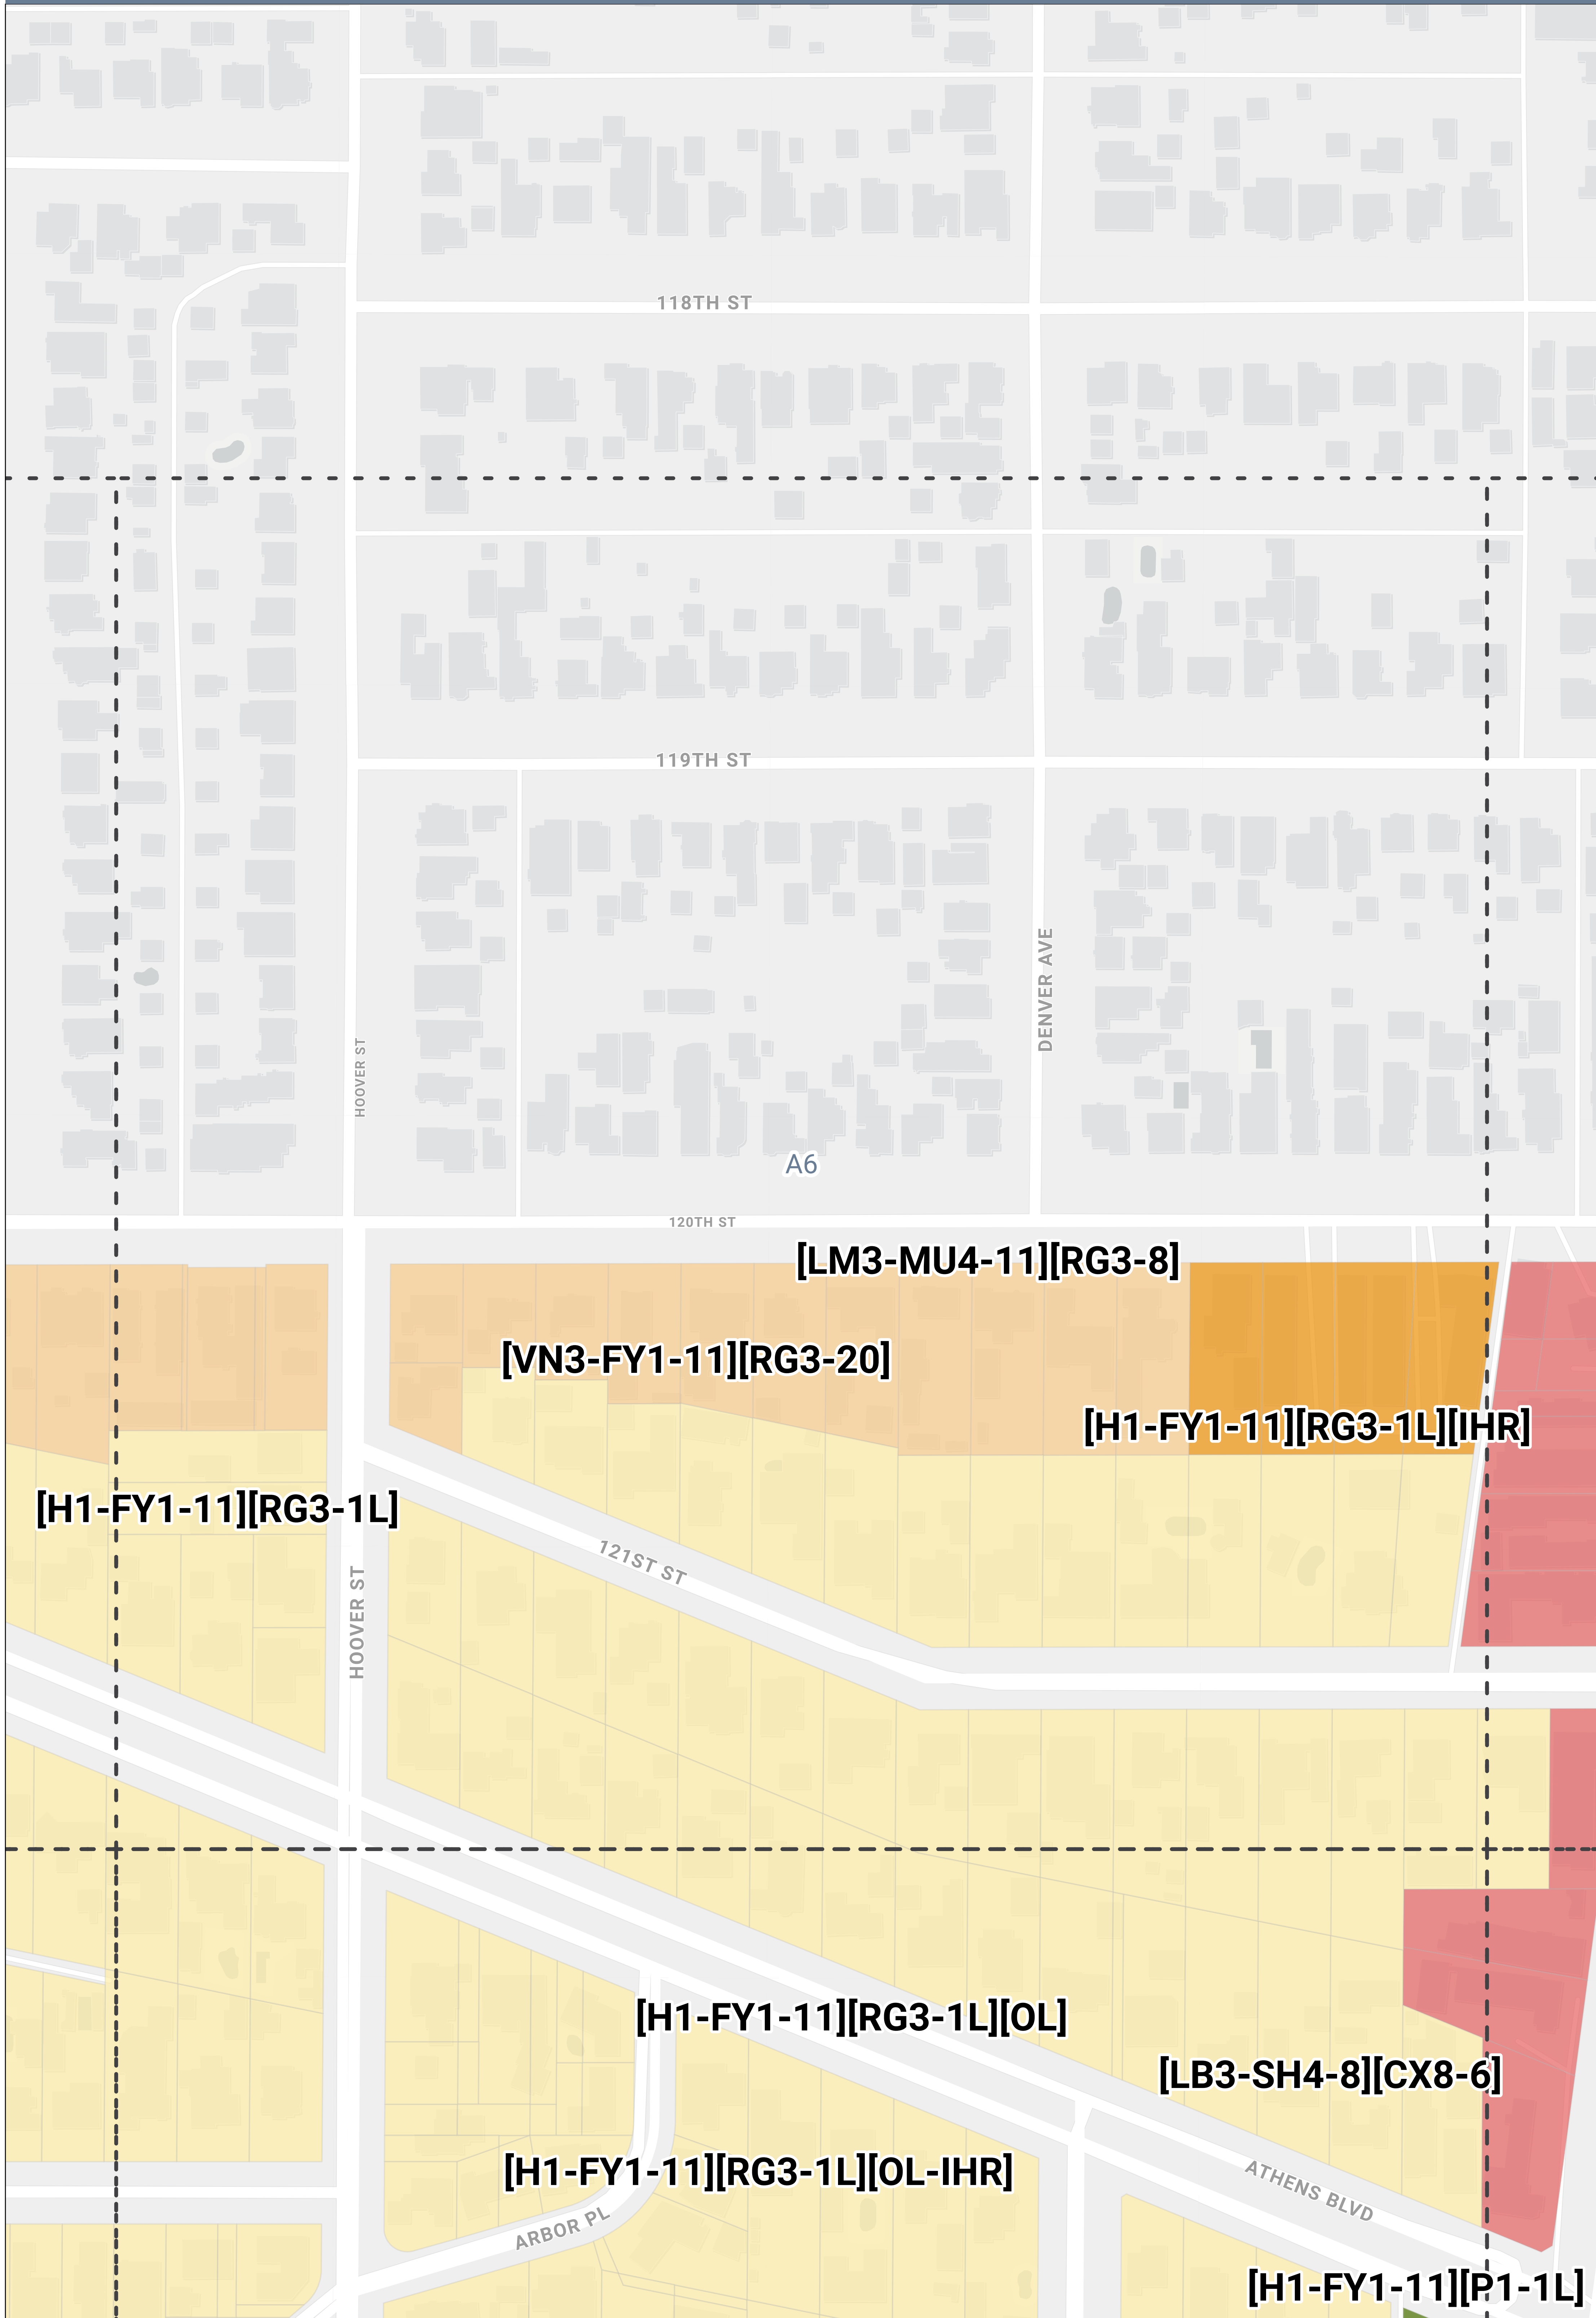 118TH ST
119TH ST
DENVER AVE
HOOVER ST
A6
120TH ST
[LM3-MU4-11][RG3-8]
[VN3-FY1-11][RG3-20]
[H1-FY1-11][RG3-1L][IHR]
[H1-FY1-11][RG3-1L]
121ST ST
HOOVER ST
[H1-FY1-11][RG3-1L][OL]
[LB3-SH4-8][CX8-6]
[H1-FY1-11][RG3-1L][OL-IHR]
ATHENS BLVD
ARBOR PL
[H1-FY1-11][P1-1L]